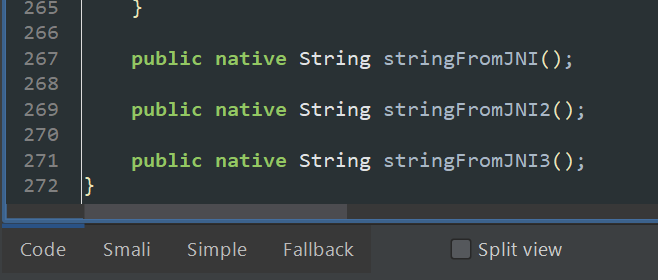 265 }
266
267 public native String stringFromJNI();
268
269 public native String stringFromJNI2();
270
271 public native String stringFromJNI3();
272 }
Code Smali Simple Fallback Split view